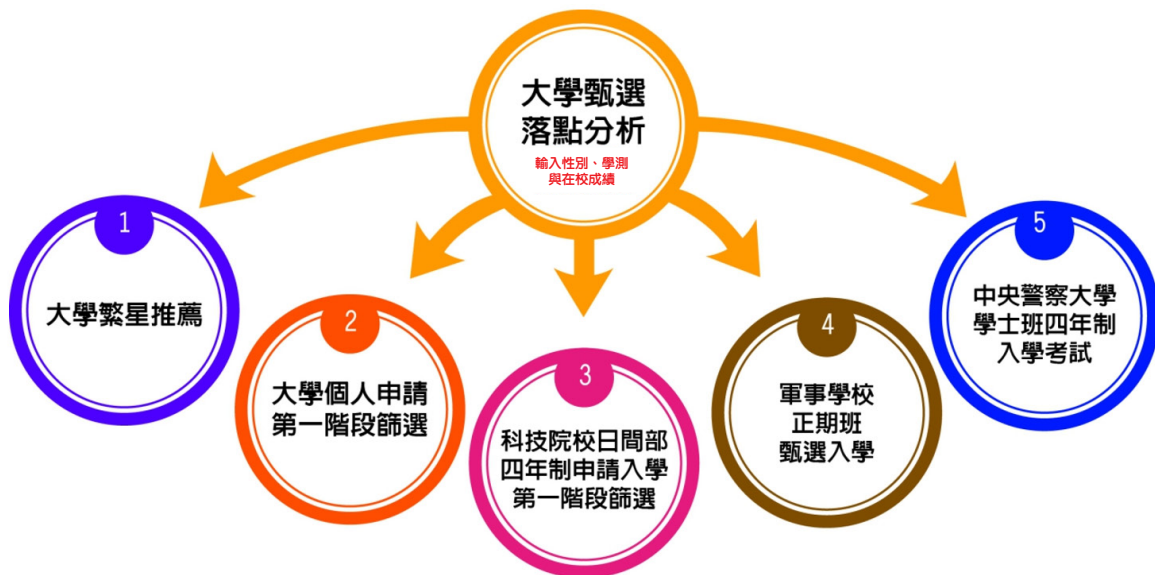 大學甄選
落點分析
輸入性別、學測
與在校成績
1
大學繁星推薦
2
大學個人申請
第一階段篩選
3
科技院校日間部
四年制申請入學
第一階段篩選
4
軍事學校
正期班
甄選入學
5
中央警察大學
學士班四年制
入學考試